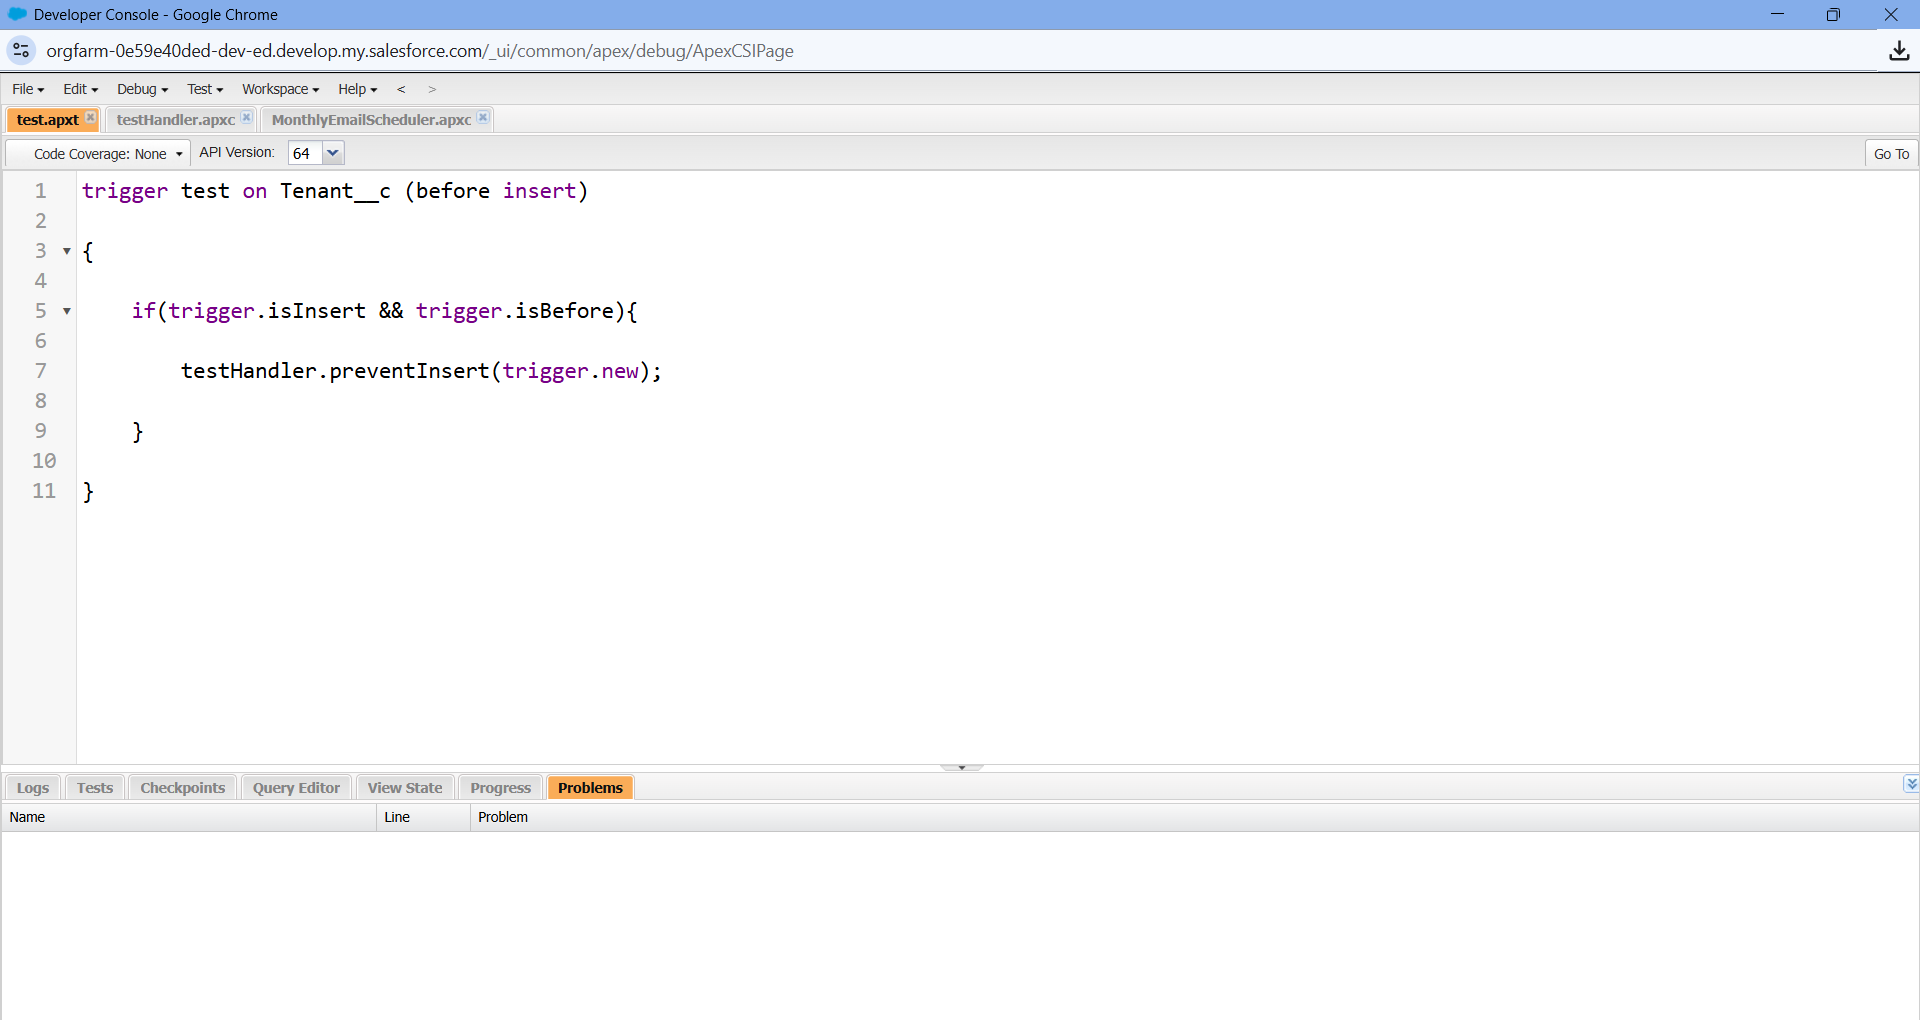 Developer Console - Google Chrome
orgfarm-0e59e40ded-dev-ed.develop.my.salesforce.com/_ui/common/apex/debug/ApexCSIPage
File Edit Debug Test Workspace Help < >
test.apxt testHandler.apxc MonthlyEmailScheduler.apxc
Code Coverage: None API Version: 64 Go To
1 trigger test on Tenant__c (before insert)
2
3 {
4
5 if(trigger.isInsert && trigger.isBefore){
6
7 testHandler.preventInsert(trigger.new);
8
9 }
10
11 }
Logs Tests Checkpoints Query Editor View State Progress Problems
Name Line Problem